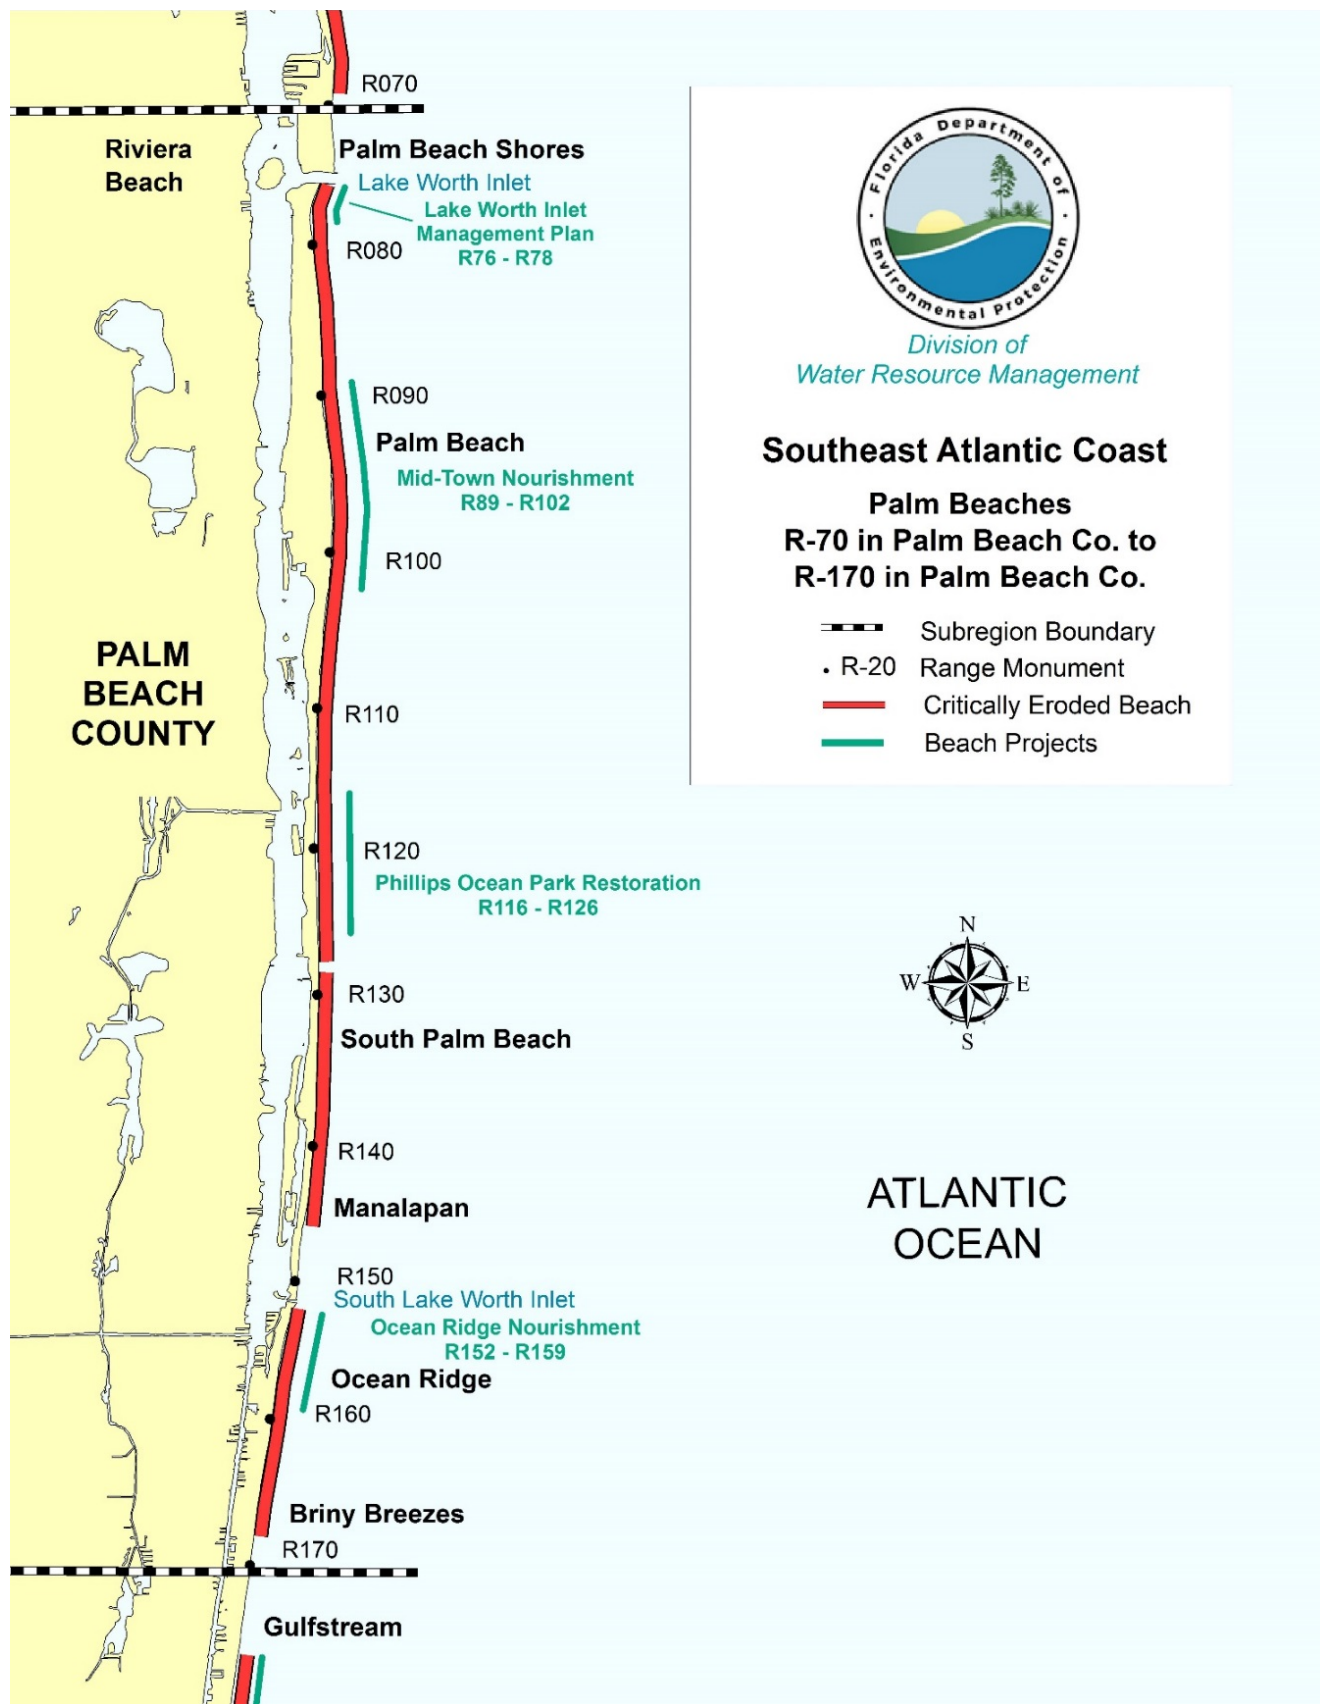 R070
Riviera
Beach
Palm Beach Shores
Lake Worth Inlet
Lake Worth Inlet
Management Plan
R76 - R78
R080
R090
Palm Beach
Mid-Town Nourishment
R89 - R102
R100
PALM
BEACH
COUNTY
R110
R120
Phillips Ocean Park Restoration
R116 - R126
R130
South Palm Beach
R140
Manalapan
R150
South Lake Worth Inlet
Ocean Ridge Nourishment
R152 - R159
Ocean Ridge
R160
Briny Breezes
R170
Gulfstream
Florida Department of
Environmental Protection
Division of
Water Resource Management
Southeast Atlantic Coast
Palm Beaches
R-70 in Palm Beach Co. to
R-170 in Palm Beach Co.
Subregion Boundary
R-20 Range Monument
Critically Eroded Beach
Beach Projects
N
W E
S
ATLANTIC
OCEAN